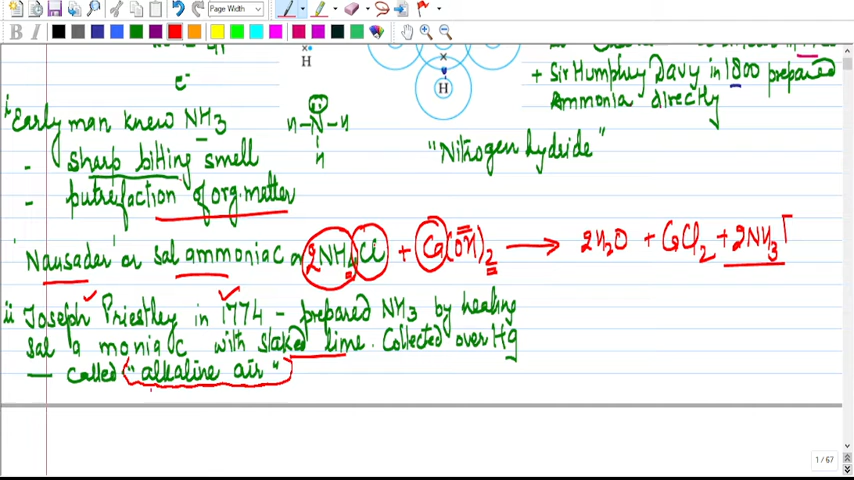 Page Width
B I
H
e⁻
H
+ Sir Humphrey Davy in 1800 prepared
Ammonia directly
i Early man knew NH3
H–N–H
H
- sharp bitting smell
- putrefaction of org. matter
"Nitrogen hydride"
'Nausader' or sal ammoniac or 2NH4Cl + Ca(OH)2 → 2H2O + CaCl2 + 2NH3↑
ii Joseph Priestley in 1774 - prepared NH3 by heating
sal a moniac with slaked lime. Collected over Hg
— called "alkaline air"
1 / 67